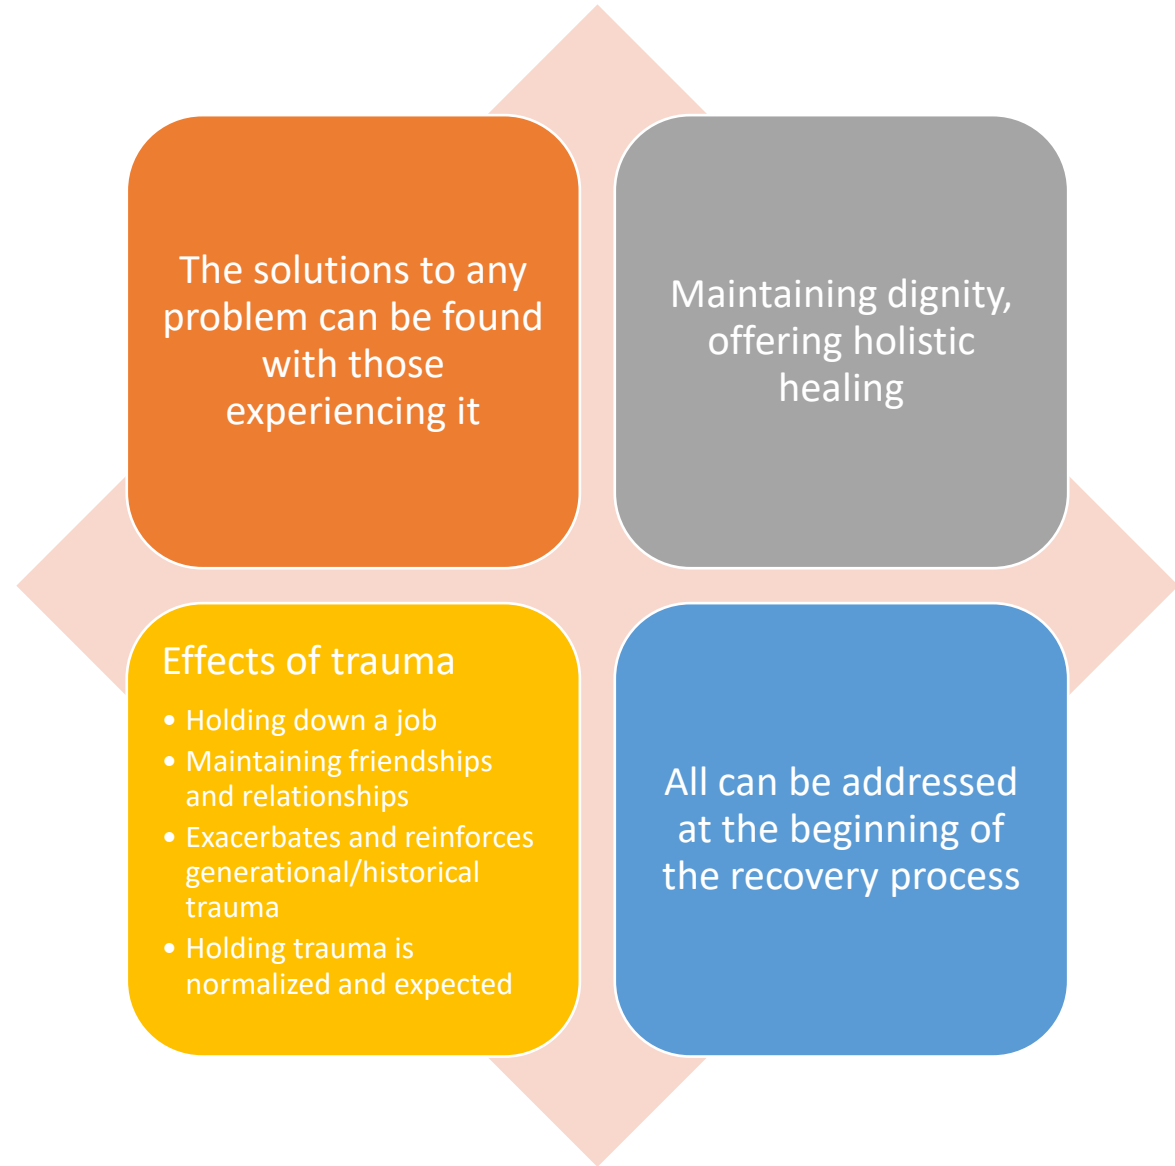 The solutions to any
problem can be found
with those
experiencing it
Maintaining dignity,
offering holistic
healing
Effects of trauma
• Holding down a job
• Maintaining friendships
and relationships
• Exacerbates and reinforces
generational/historical
trauma
• Holding trauma is
normalized and expected
All can be addressed
at the beginning of
the recovery process